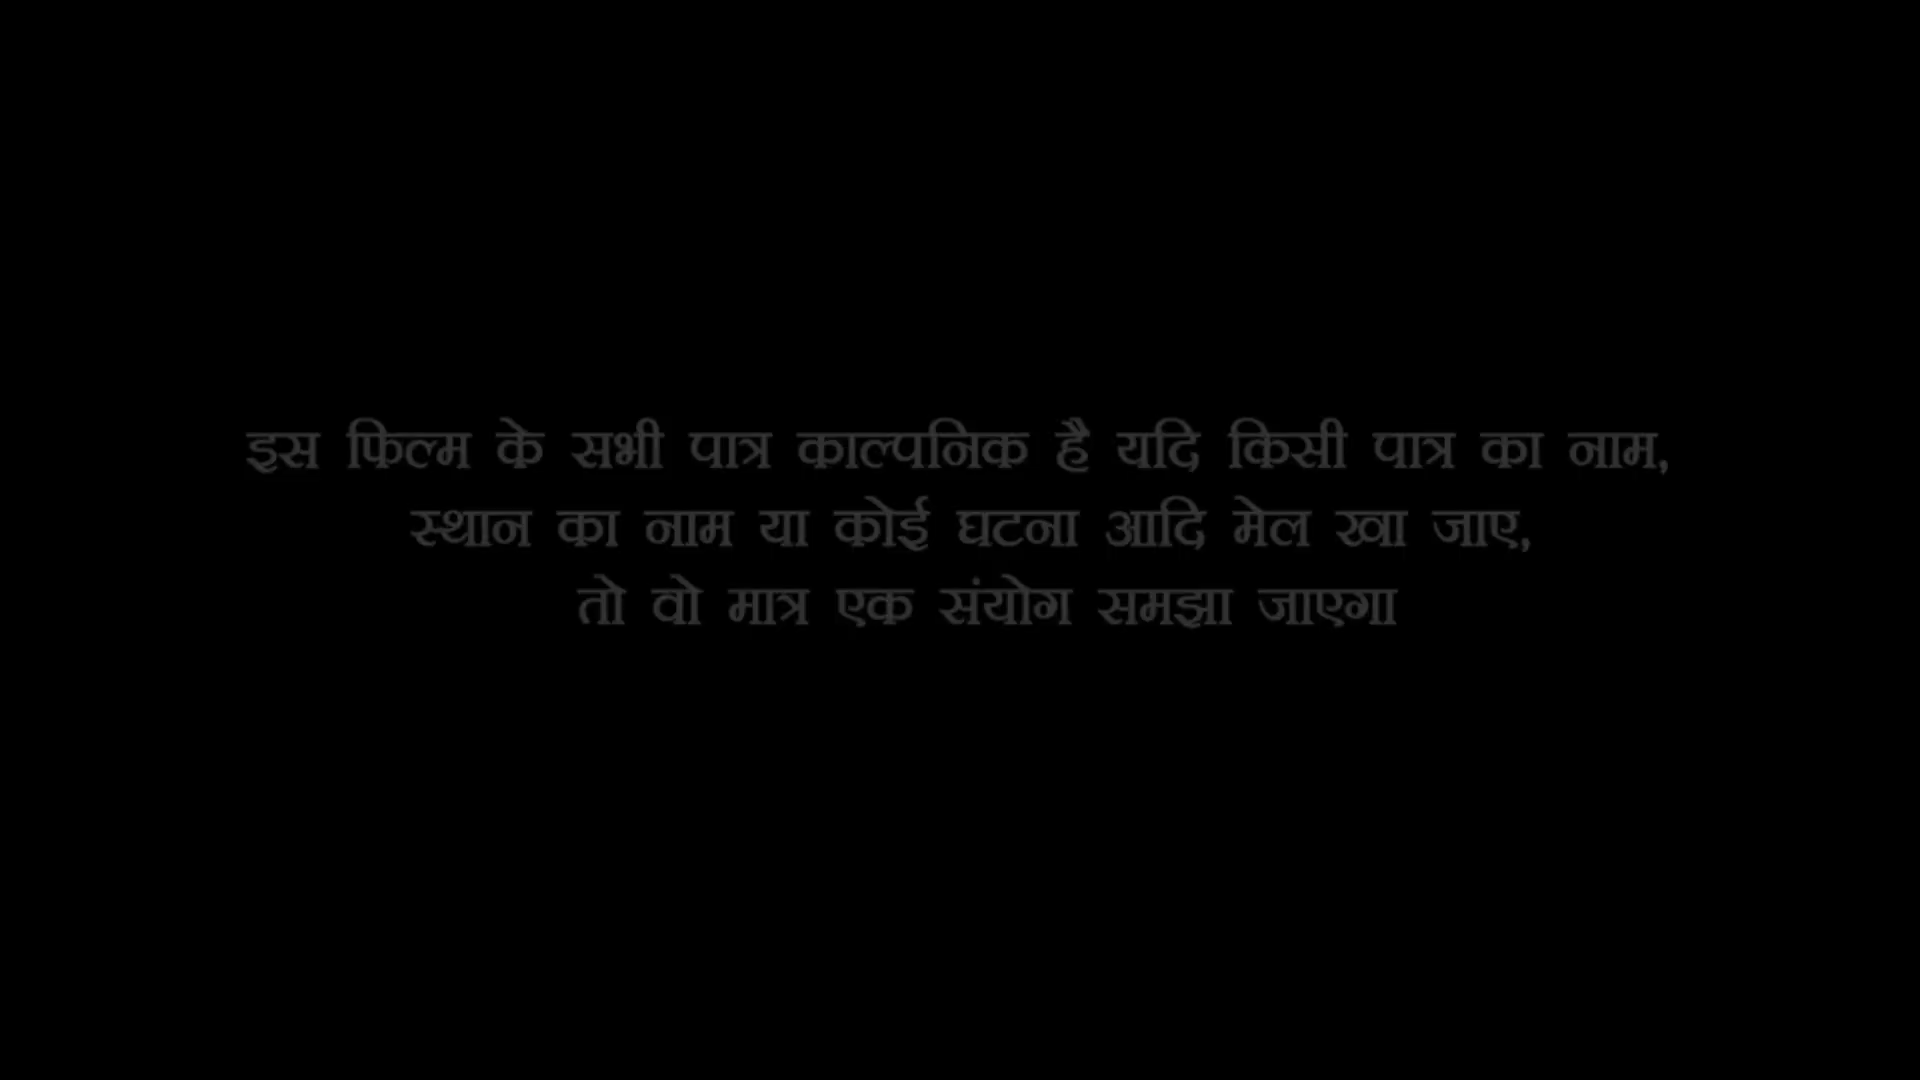 इस फिल्म के सभी पात्र काल्पनिक है यदि किसी पात्र का नाम,
स्थान का नाम या कोई घटना आदि मेल खा जाए,
तो वो मात्र एक संयोग समझा जाएगा